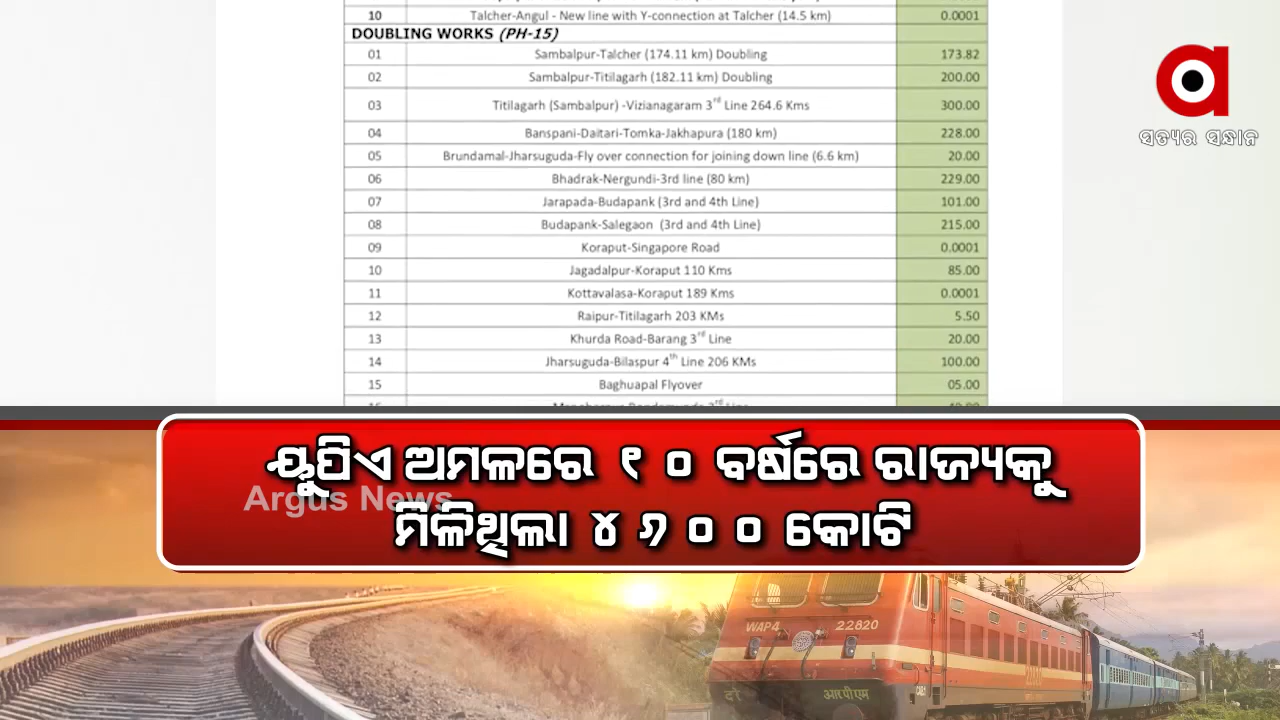 10 Talcher-Angul - New line with Y-connection at Talcher (14.5 km) 0.0001
DOUBLING WORKS (PH-15)
01 Sambalpur-Talcher (174.11 km) Doubling 173.82
02 Sambalpur-Titilagarh (182.11 km) Doubling 200.00
03 Titilagarh (Sambalpur) -Vizianagaram 3rd Line 264.6 Kms 300.00
04 Banspani-Daitari-Tomka-Jakhapura (180 km) 228.00
05 Brundamal-Jharsuguda-Fly over connection for joining down line (6.6 km) 20.00
06 Bhadrak-Nergundi-3rd line (80 km) 229.00
07 Jarapada-Budapank (3rd and 4th Line) 101.00
08 Budapank-Salegaon (3rd and 4th Line) 215.00
09 Koraput-Singapore Road 0.0001
10 Jagadalpur-Koraput 110 Kms 85.00
11 Kottavalasa-Koraput 189 Kms 0.0001
12 Raipur-Titilagarh 203 KMs 5.50
13 Khurda Road-Barang 3rd Line 20.00
14 Jharsuguda-Bilaspur 4th Line 206 KMs 100.00
15 Baghuapal Flyover 05.00
ସତ୍ୟର ସନ୍ଧାନ
ୟୁପିଏ ଅମଳରେ ୧୦ ବର୍ଷରେ ରାଜ୍ୟକୁ
Argus News
ମିଳିଥିଲା ୪୬୦୦ କୋଟି
WAP4 22820
आरपीएम